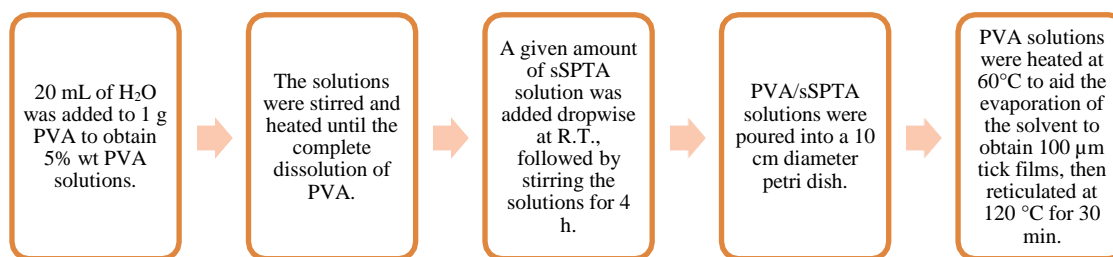 20 mL of H₂O
was added to 1 g
PVA to obtain
5% wt PVA
solutions.
The solutions
were stirred and
heated until the
complete
dissolution of
PVA.
A given amount
of sSPTA
solution was
added dropwise
at R.T.,
followed by
stirring the
solutions for 4
h.
PVA/sSPTA
solutions were
poured into a 10
cm diameter
petri dish.
PVA solutions
were heated at
60°C to aid the
evaporation of
the solvent to
obtain 100 µm
tick films, then
reticulated at
120 °C for 30
min.